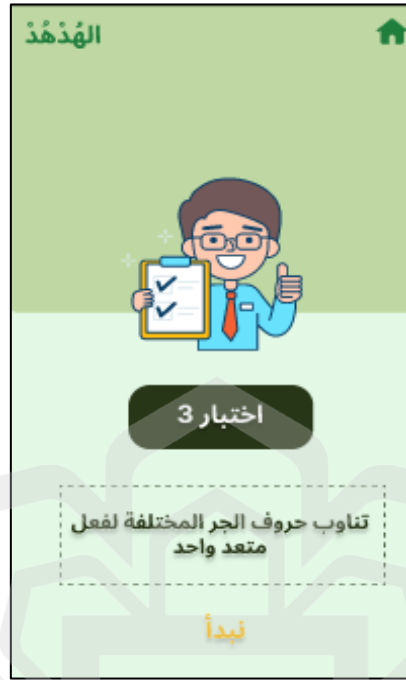 الهُدْهُدْ
اختبار 3
تناوب حروف الجر المختلفة لفعل
متعد واحد
نبدأ